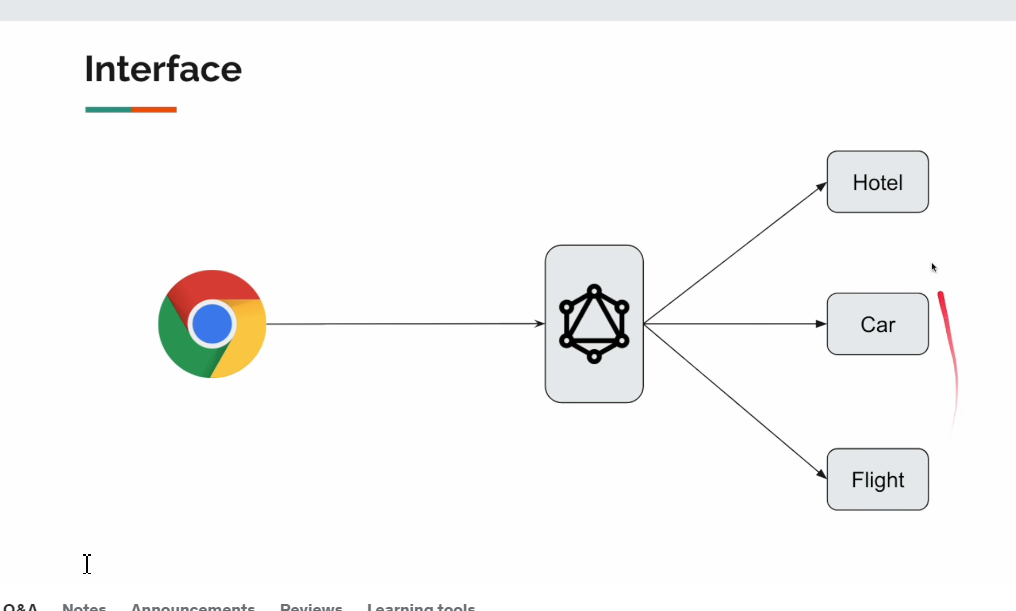 Interface
Hotel
Car
Flight
Q&A Notes Announcements Reviews Learning tools